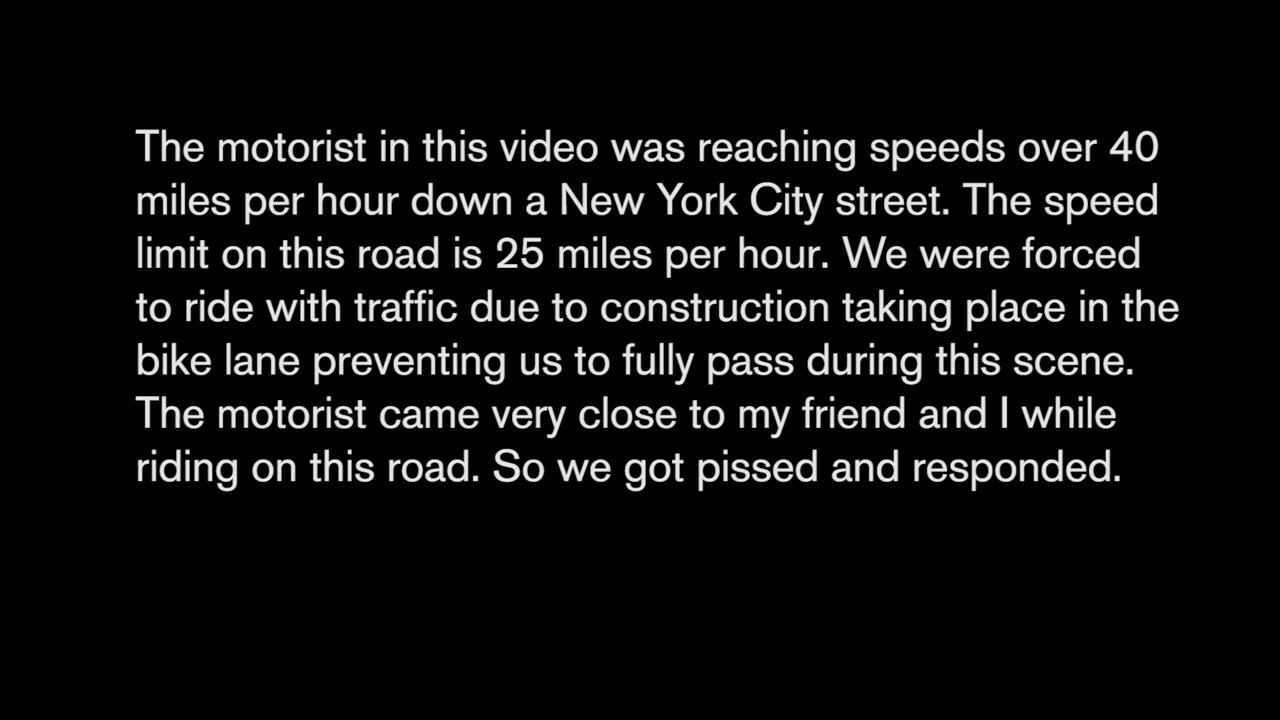 The motorist in this video was reaching speeds over 40
miles per hour down a New York City street. The speed
limit on this road is 25 miles per hour. We were forced
to ride with traffic due to construction taking place in the
bike lane preventing us to fully pass during this scene.
The motorist came very close to my friend and I while
riding on this road. So we got pissed and responded.